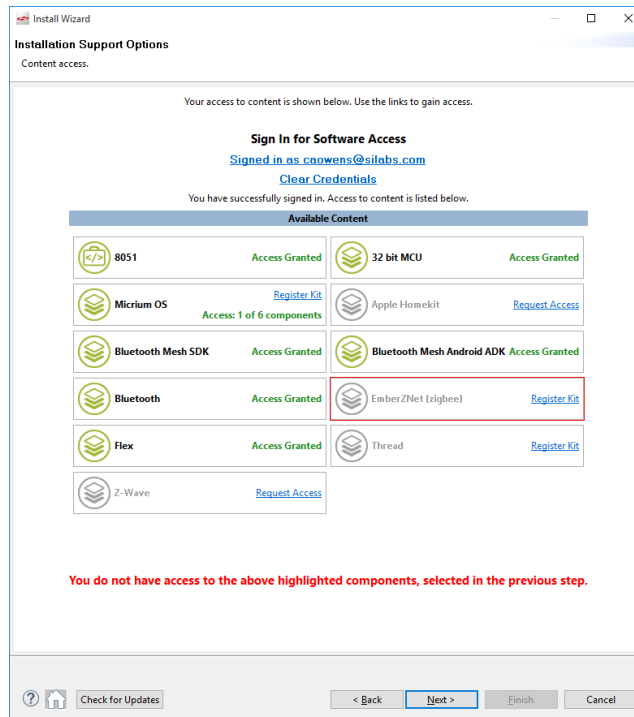 Install Wizard
Installation Support Options
Content access.
Your access to content is shown below. Use the links to gain access.
Sign In for Software Access
Signed in as caowens@silabs.com
Clear Credentials
You have successfully signed in. Access to content is listed below.
Available Content
8051 Access Granted
32 bit MCU Access Granted
Micrium OS Register Kit
Access: 1 of 6 components
Apple Homekit Request Access
Bluetooth Mesh SDK Access Granted
Bluetooth Mesh Android ADK Access Granted
Bluetooth Access Granted
EmberZNet (zigbee) Register Kit
Flex Access Granted
Thread Register Kit
Z-Wave Request Access
You do not have access to the above highlighted components, selected in the previous step.
Check for Updates
< Back
Next >
Finish
Cancel